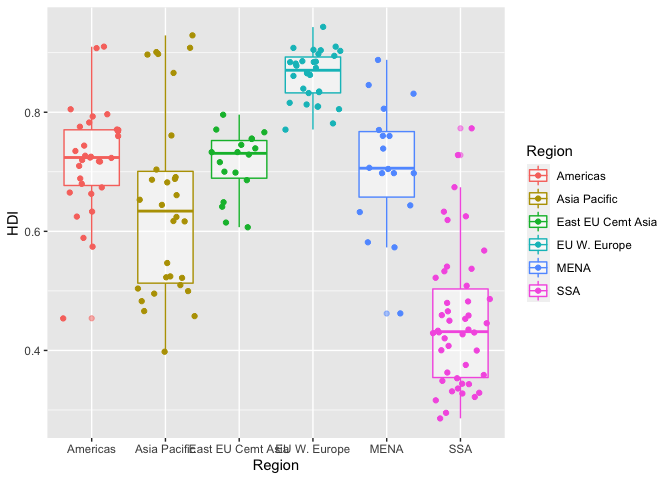 HDI
0.8
0.6
0.4
Americas Asia Pacific East EU Cemt Asia EU W. Europe MENA SSA
Region
Region
Americas
Asia Pacific
East EU Cemt Asia
EU W. Europe
MENA
SSA